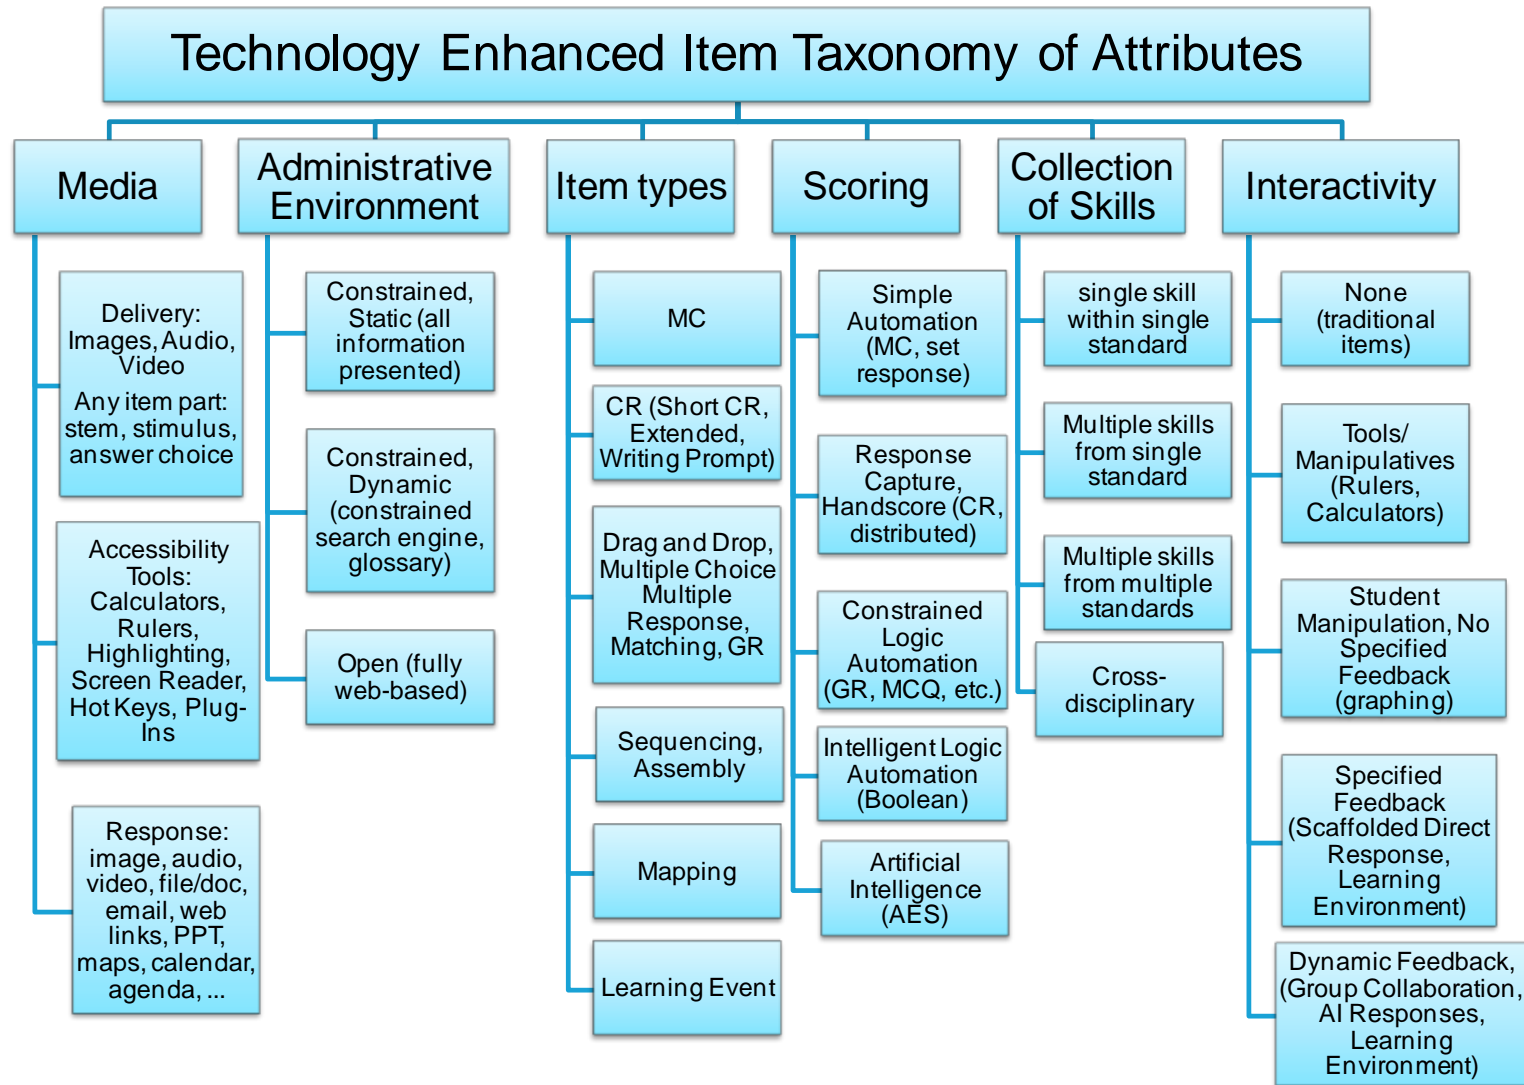 Technology Enhanced Item Taxonomy of Attributes
Media
Delivery:
Images, Audio,
Video
Any item part:
stem, stimulus,
answer choice
Accessibility
Tools:
Calculators,
Rulers,
Highlighting,
Screen Reader,
Hot Keys, Plug-
Ins
Response:
image, audio,
video, file/doc,
email, web
links, PPT,
maps, calendar,
agenda, ...
Administrative
Environment
Constrained,
Static (all
information
presented)
Constrained,
Dynamic
(constrained
search engine,
glossary)
Open (fully
web-based)
Item types
MC
CR (Short CR,
Extended,
Writing Prompt)
Drag and Drop,
Multiple Choice
Multiple
Response,
Matching, GR
Sequencing,
Assembly
Mapping
Learning Event
Scoring
Simple
Automation
(MC, set
response)
Response
Capture,
Handscore (CR,
distributed)
Constrained
Logic
Automation
(GR, MCQ, etc.)
Intelligent Logic
Automation
(Boolean)
Artificial
Intelligence
(AES)
Collection
of Skills
single skill
within single
standard
Multiple skills
from single
standard
Multiple skills
from multiple
standards
Cross-
disciplinary
Interactivity
None
(traditional
items)
Tools/
Manipulatives
(Rulers,
Calculators)
Student
Manipulation, No
Specified
Feedback
(graphing)
Specified
Feedback
(Scaffolded Direct
Response,
Learning
Environment)
Dynamic Feedback,
(Group Collaboration,
AI Responses,
Learning
Environment)